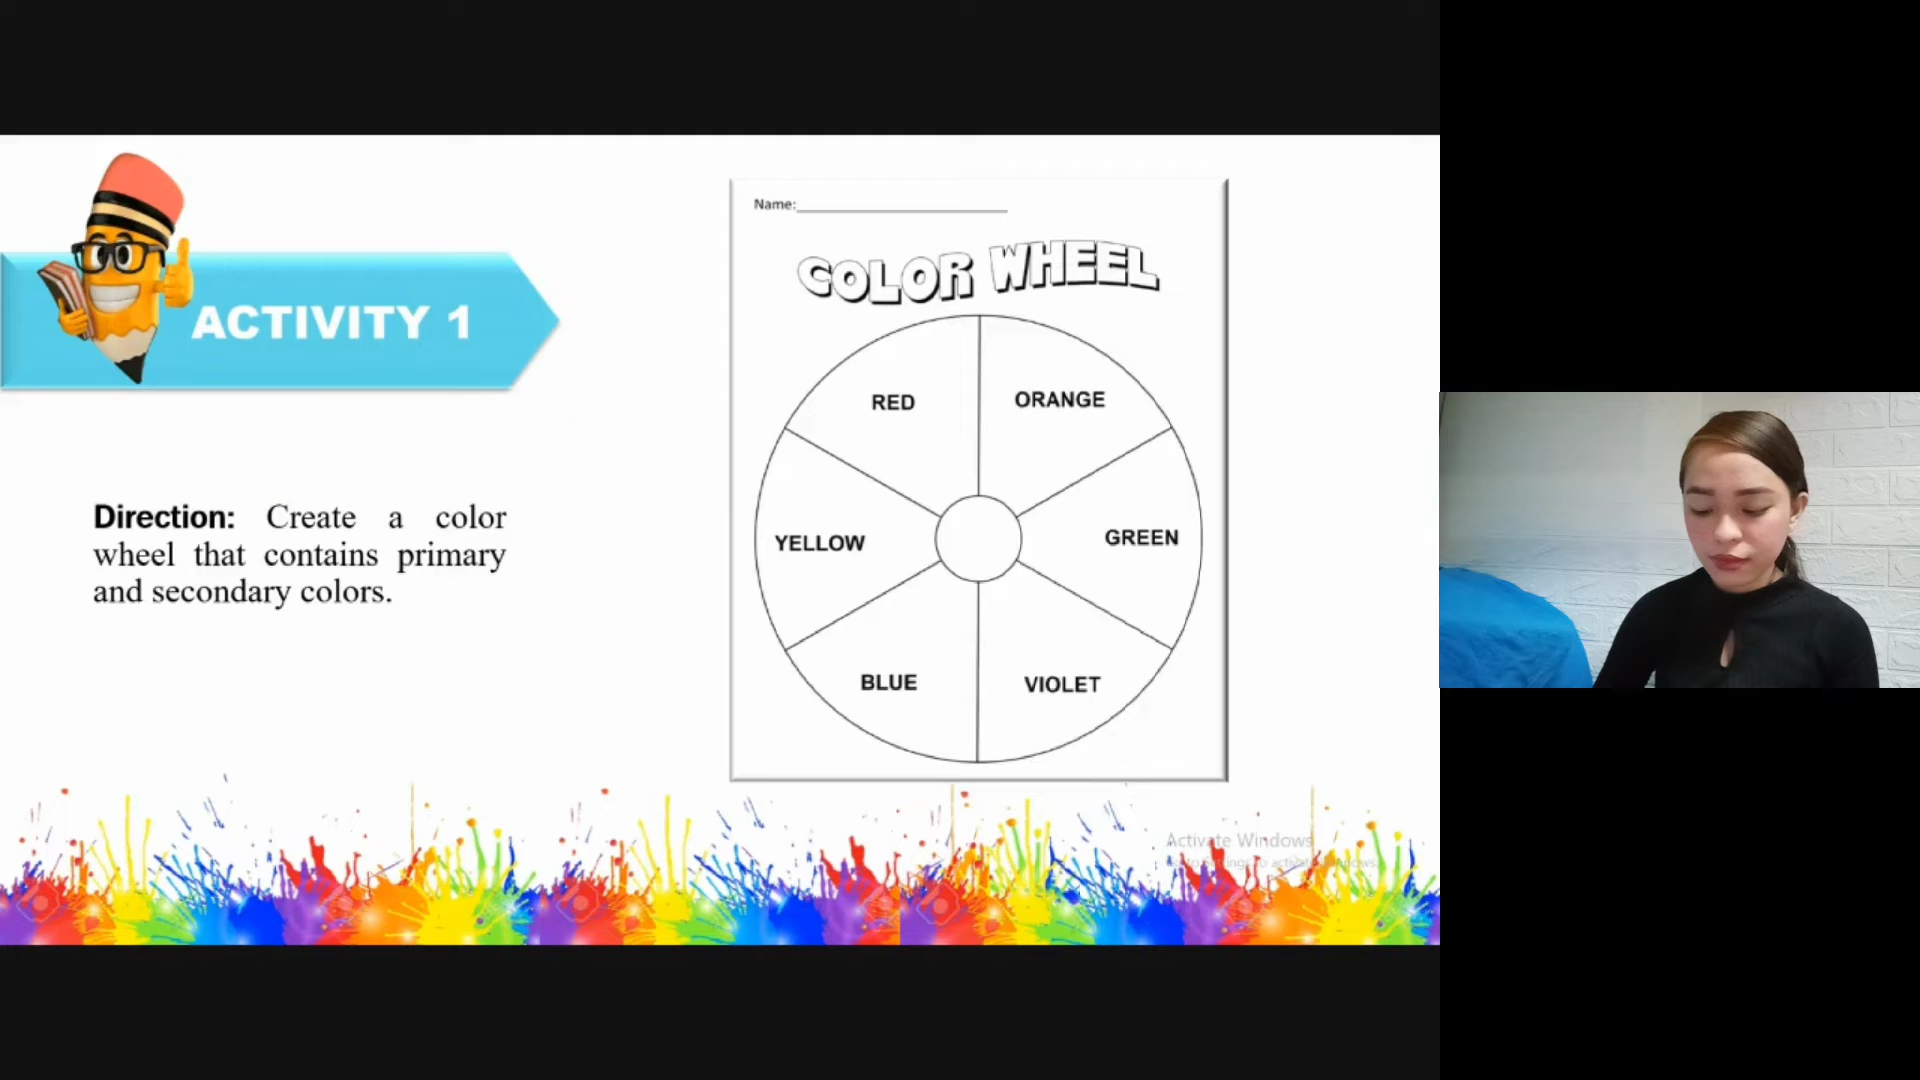 ACTIVITY 1
Direction: Create a color
wheel that contains primary
and secondary colors.
Name:
COLOR WHEEL
RED
ORANGE
YELLOW
GREEN
BLUE
VIOLET
Activate Windows